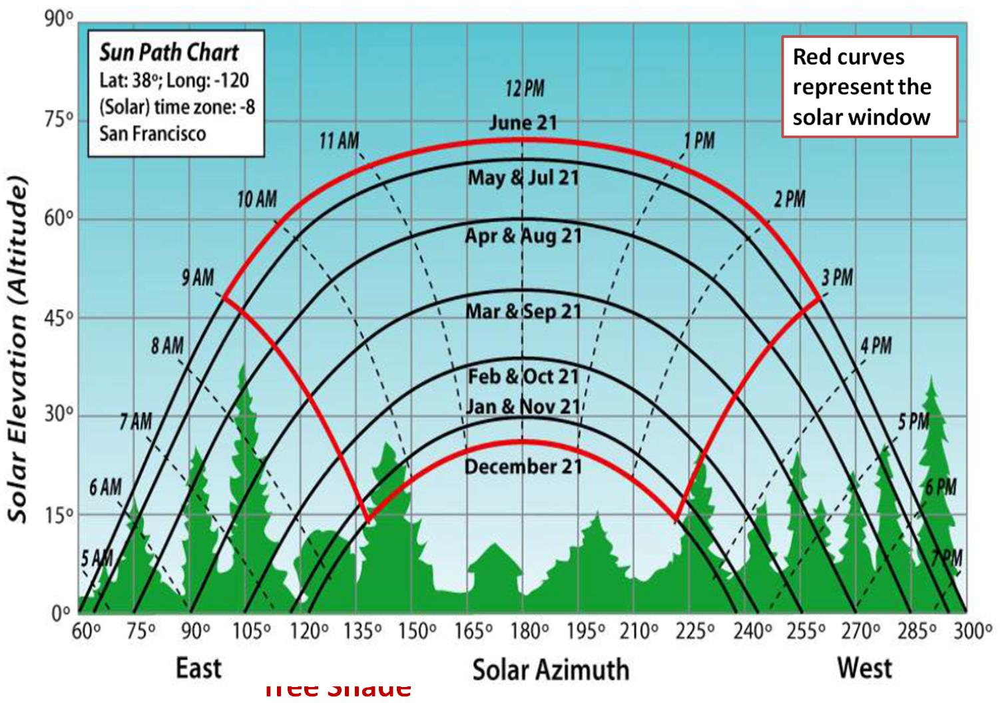 90º
Sun Path Chart
Lat: 38º; Long: -120
(Solar) time zone: -8
San Francisco
Red curves
represent the
solar window
12 PM
75º
June 21
11 AM
1 PM
May & Jul 21
10 AM
2 PM
60º
Apr & Aug 21
9 AM
3 PM
Mar & Sep 21
45º
8 AM
4 PM
Feb & Oct 21
Jan & Nov 21
30º
7 AM
5 PM
December 21
6 AM
6 PM
15º
5 AM
7 PM
0º
Solar Elevation (Altitude)
60º 75º 90º 105º 120º 135º 150º 165º 180º 195º 210º 225º 240º 255º 270º 285º 300º
East Solar Azimuth West
Tree Shade